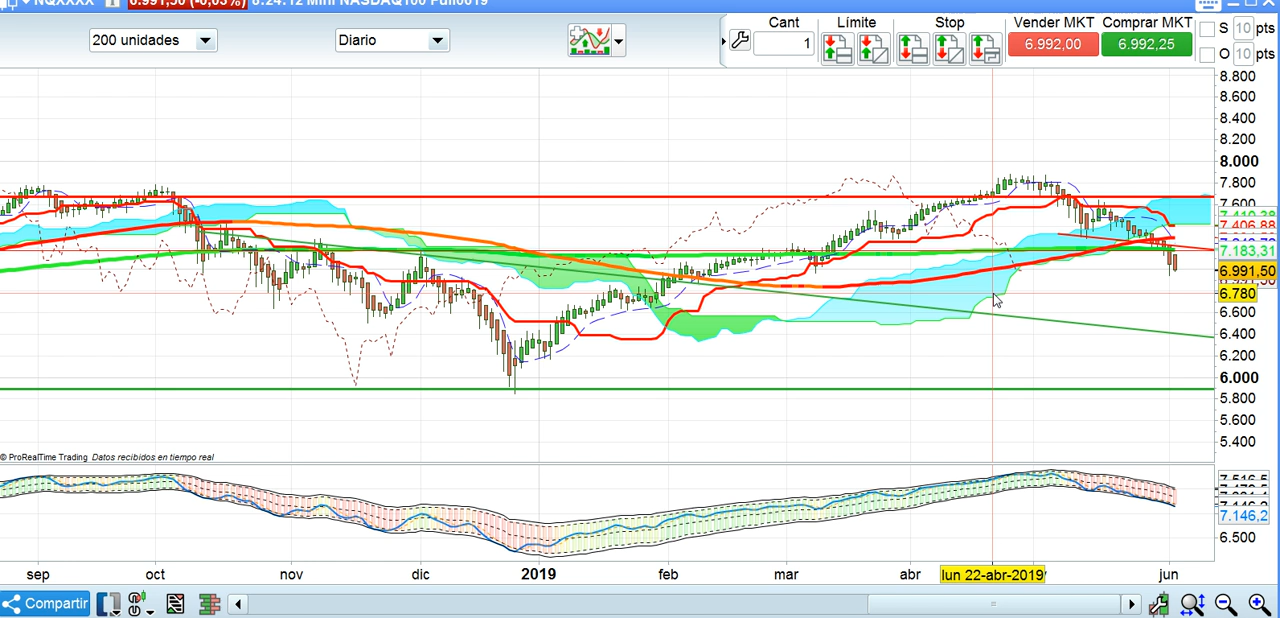 NQXXXX 6.991,50 (-0,03%) 8:24:12 Mini NASDAQ100 Full0619
200 unidades
Diario
Cant
1
Límite
Stop
Vender MKT
6.992,00
Comprar MKT
6.992,25
S 10 pts
O 10 pts
8.800
8.600
8.400
8.200
8.000
7.800
7.600
7.406,88
7.183,31
6.991,50
6.780
6.600
6.400
6.200
6.000
5.800
5.600
5.400
© ProRealTime Trading Datos recibidos en tiempo real
7.146,2
6.500
sep oct nov dic 2019 feb mar abr lun 22-abr-2019 jun
Compartir